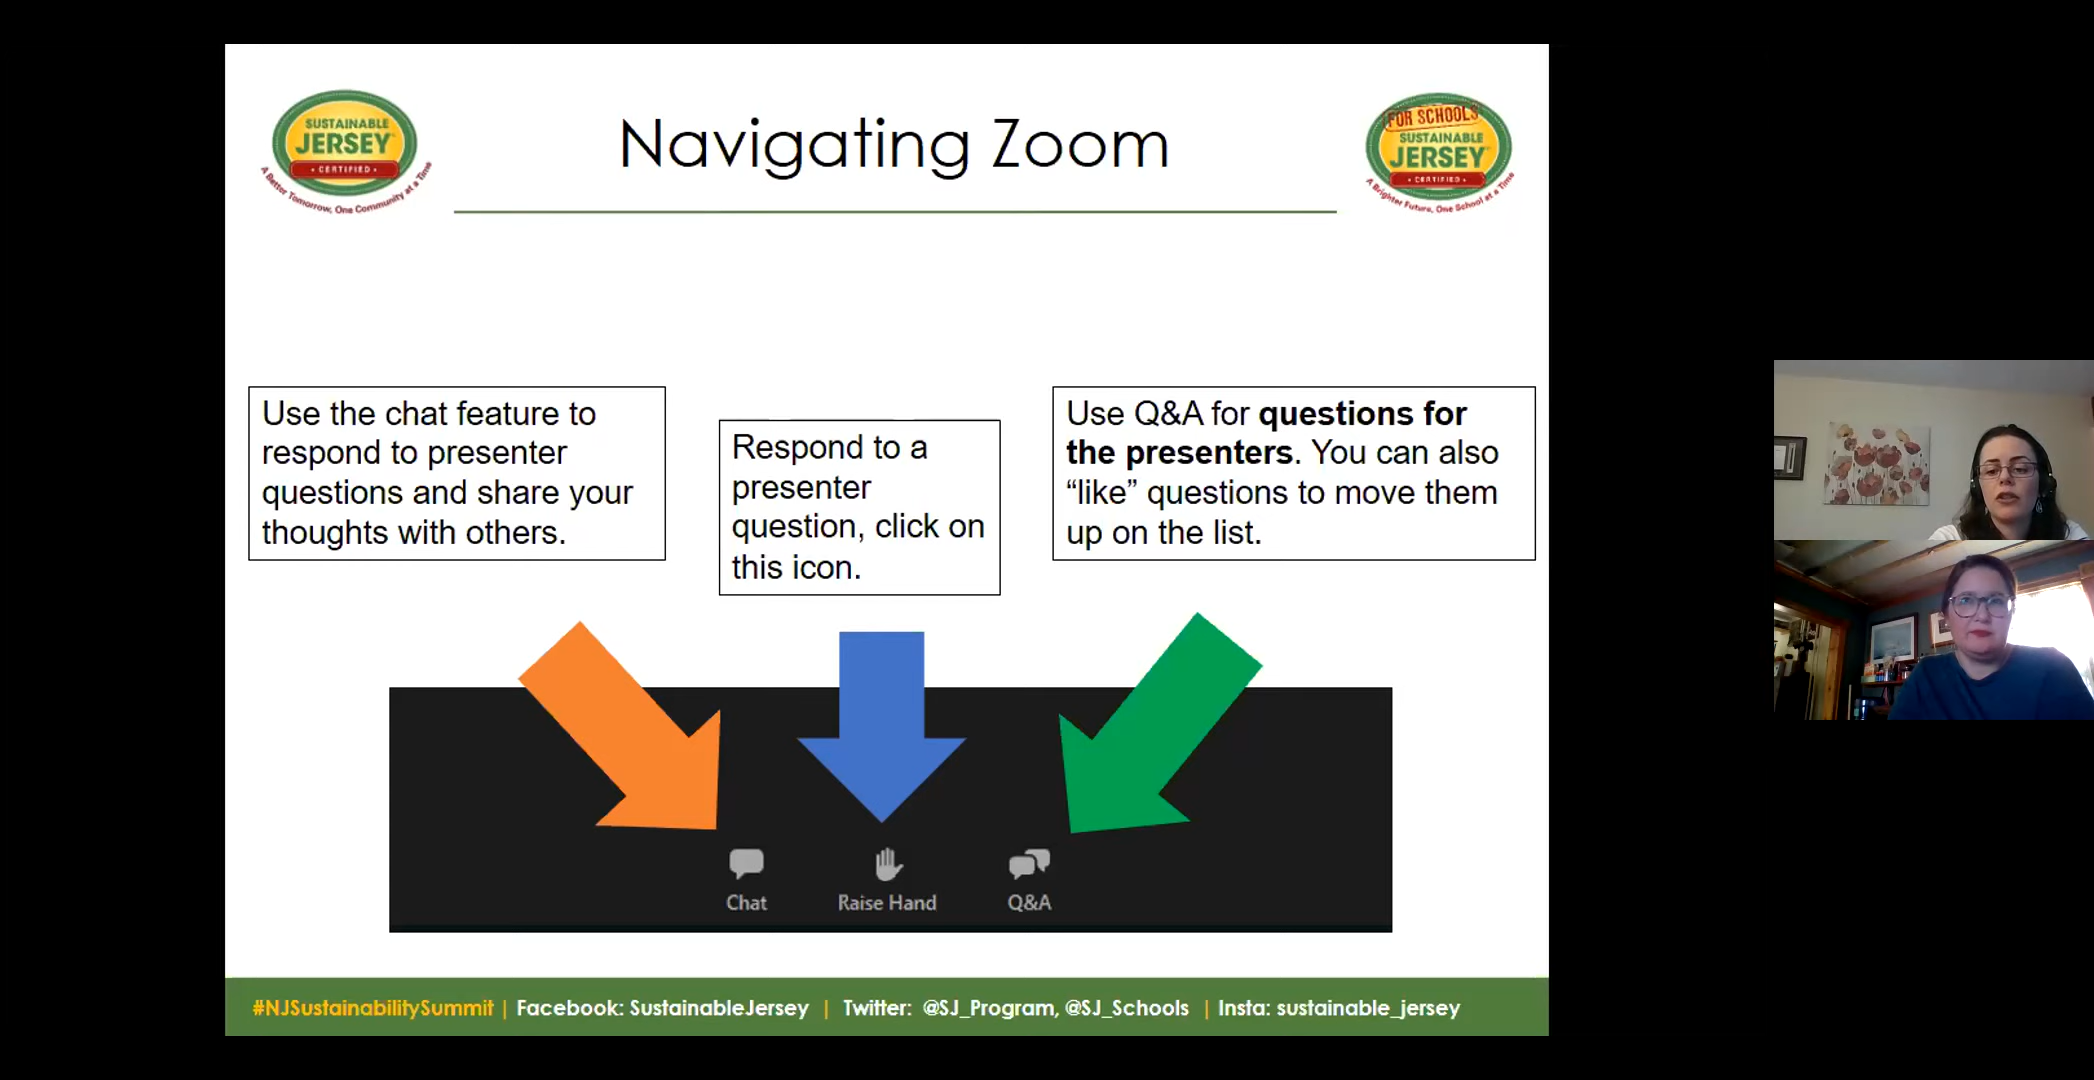 SUSTAINABLE
JERSEY
• CERTIFIED •
A Better Tomorrow, One Community at a Time
Navigating Zoom
FOR SCHOOLS
SUSTAINABLE
JERSEY
• CERTIFIED •
A Brighter Future, One School at a Time
Use the chat feature to
respond to presenter
questions and share your
thoughts with others.
Respond to a
presenter
question, click on
this icon.
Use Q&A for questions for
the presenters. You can also
“like” questions to move them
up on the list.
Chat
Raise Hand
Q&A
#NJSustainabilitySummit | Facebook: SustainableJersey | Twitter: @SJ_Program, @SJ_Schools | Insta: sustainable_jersey